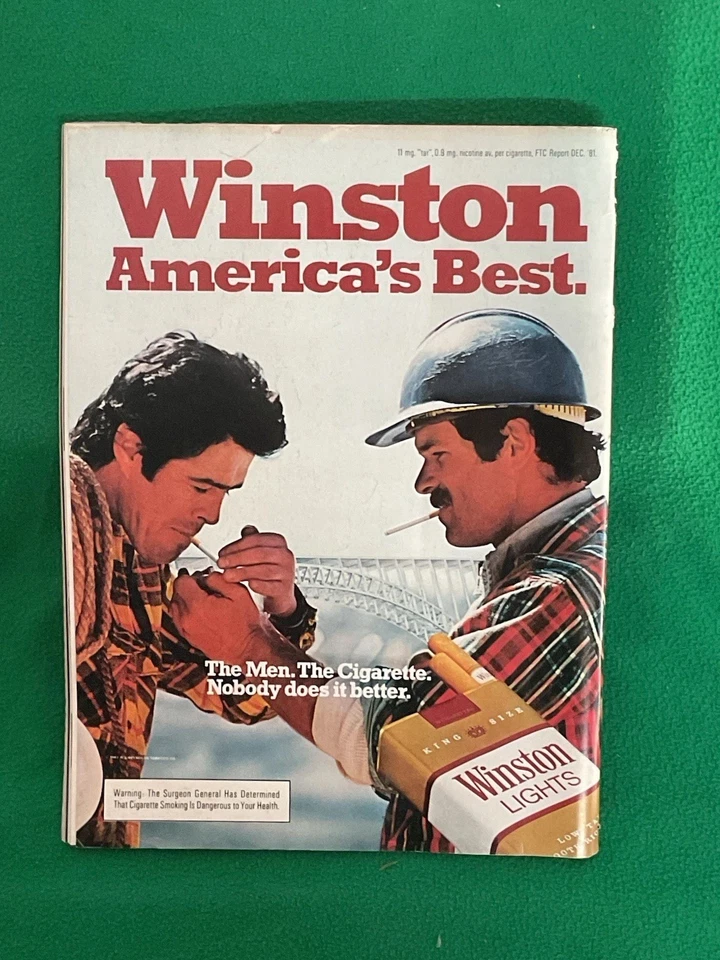 11 mg. "tar", 0.8 mg. nicotine av. per cigarette, FTC Report DEC. '81.
Winston
America's Best.
The Men. The Cigarette.
Nobody does it better.
KING SIZE
Winston
LIGHTS
Warning: The Surgeon General Has Determined
That Cigarette Smoking Is Dangerous to Your Health.